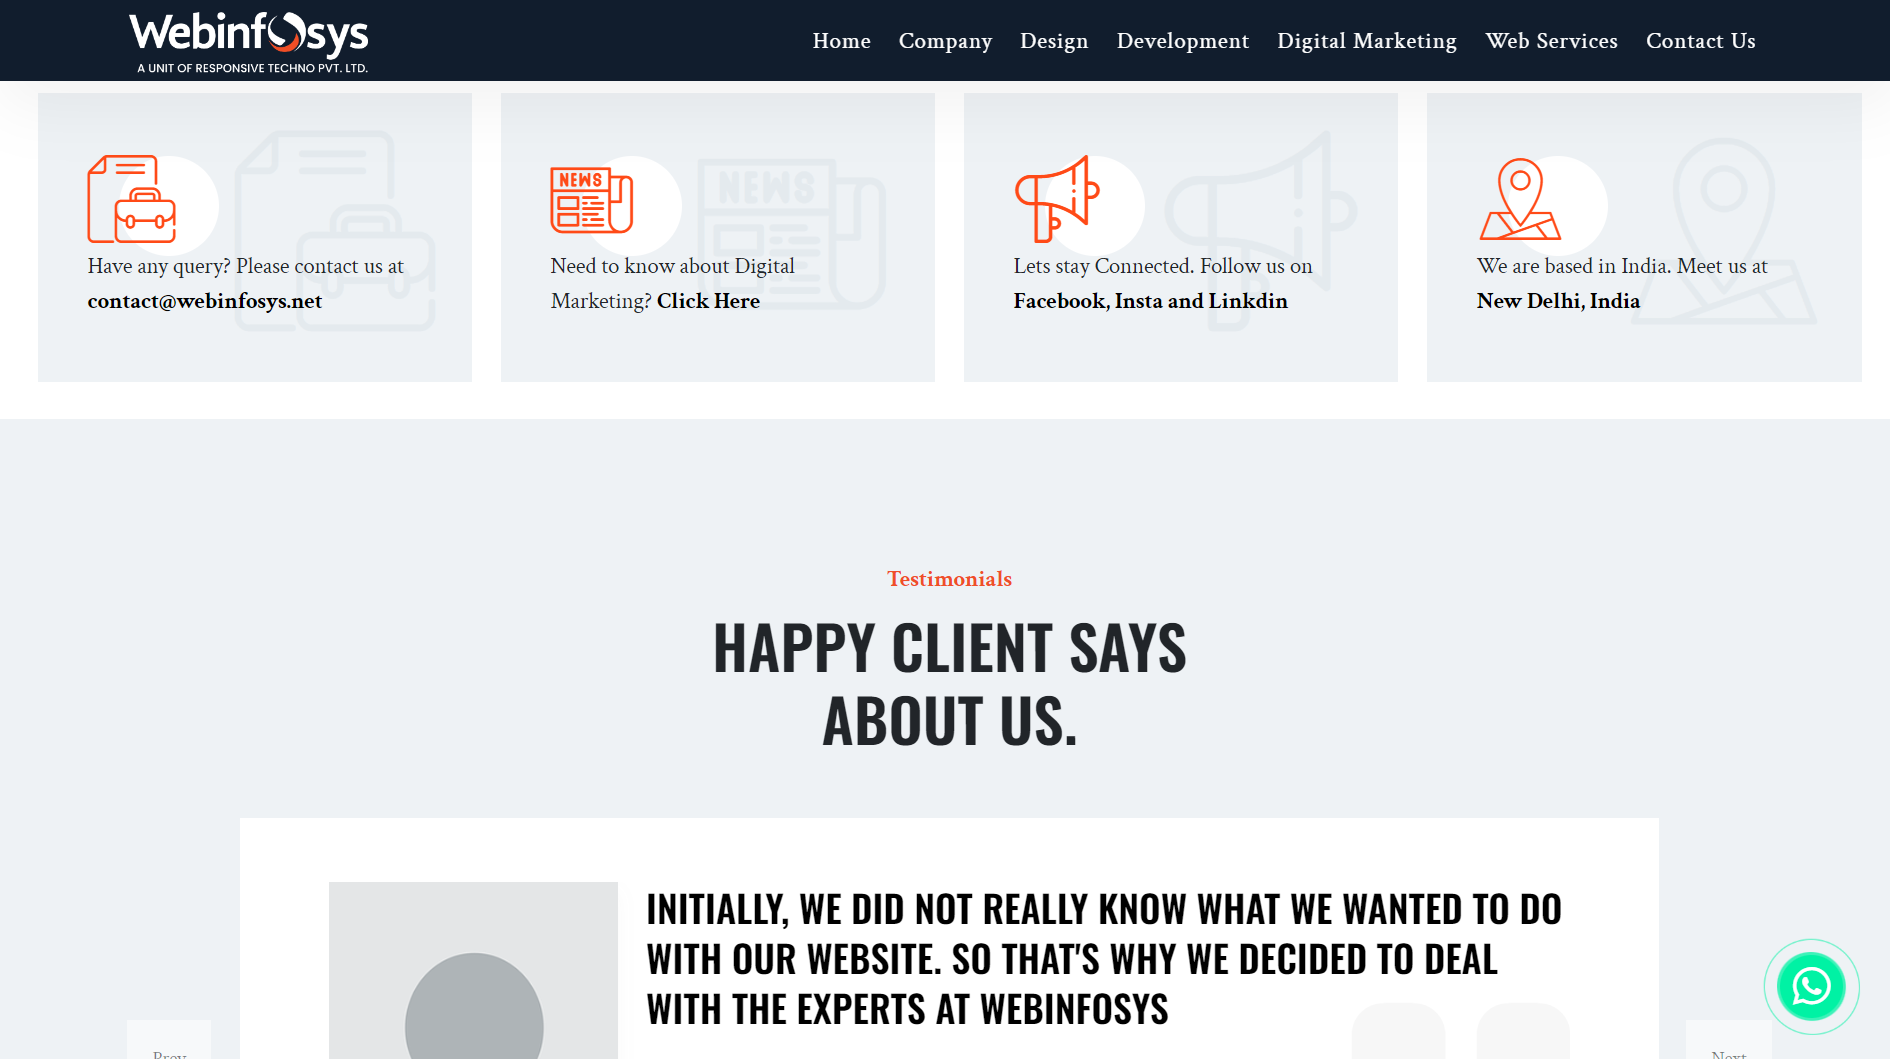 Webinfosys
A UNIT OF RESPONSIVE TECHNO PVT. LTD.
Home Company Design Development Digital Marketing Web Services Contact Us
Have any query? Please contact us at
contact@webinfosys.net
NEWS
NEWS
Need to know about Digital
Marketing? Click Here
Lets stay Connected. Follow us on
Facebook, Insta and Linkdin
We are based in India. Meet us at
New Delhi, India
Testimonials
HAPPY CLIENT SAYS
ABOUT US.
INITIALLY, WE DID NOT REALLY KNOW WHAT WE WANTED TO DO
WITH OUR WEBSITE. SO THAT'S WHY WE DECIDED TO DEAL
WITH THE EXPERTS AT WEBINFOSYS
Prev
Next